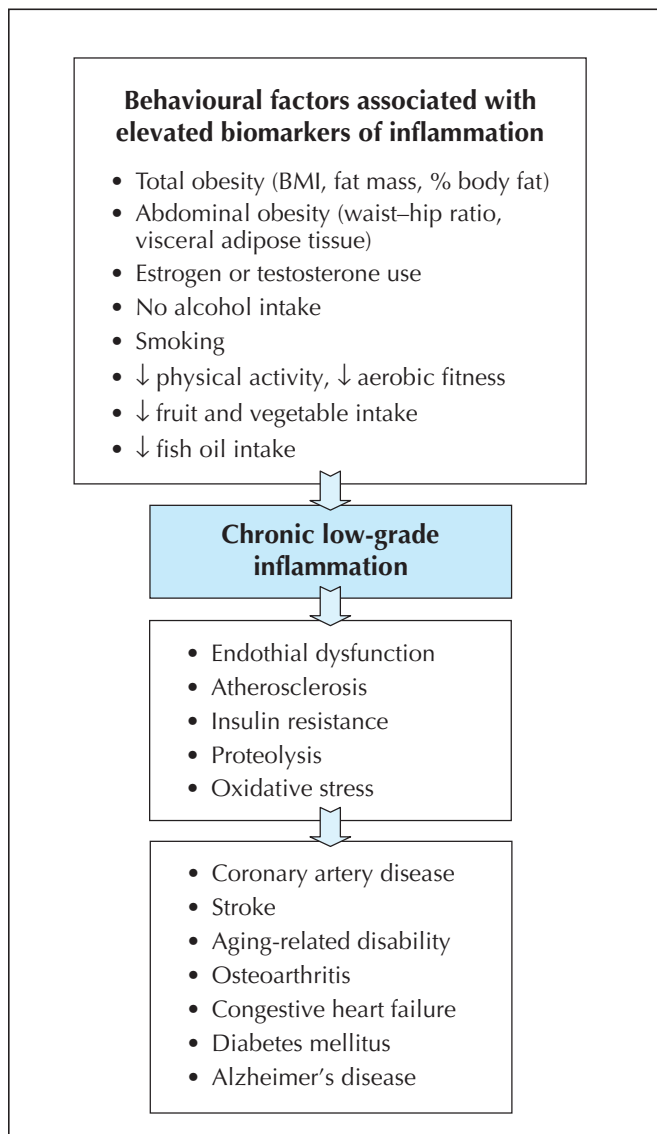 Behavioural factors associated with
elevated biomarkers of inflammation
• Total obesity (BMI, fat mass, % body fat)
• Abdominal obesity (waist–hip ratio,
visceral adipose tissue)
• Estrogen or testosterone use
• No alcohol intake
• Smoking
• ↓ physical activity, ↓ aerobic fitness
• ↓ fruit and vegetable intake
• ↓ fish oil intake
Chronic low-grade
inflammation
• Endothial dysfunction
• Atherosclerosis
• Insulin resistance
• Proteolysis
• Oxidative stress
• Coronary artery disease
• Stroke
• Aging-related disability
• Osteoarthritis
• Congestive heart failure
• Diabetes mellitus
• Alzheimer’s disease